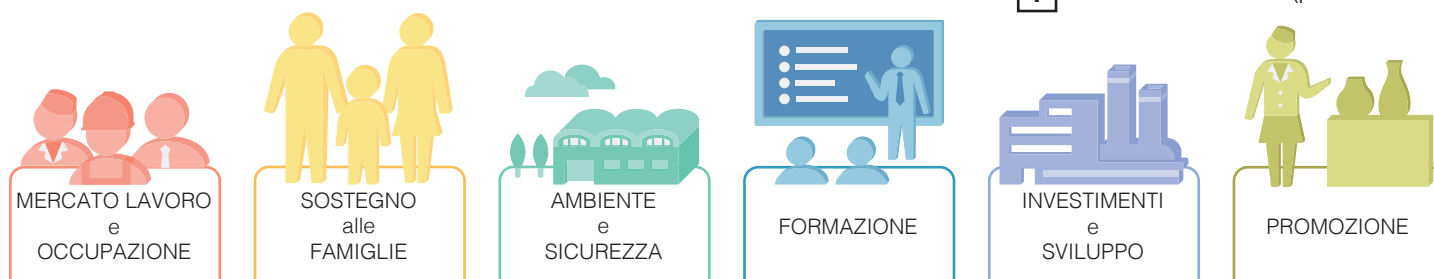 MERCATO LAVORO
e
OCCUPAZIONE
SOSTEGNO
alle
FAMIGLIE
AMBIENTE
e
SICUREZZA
FORMAZIONE
INVESTIMENTI
e
SVILUPPO
PROMOZIONE